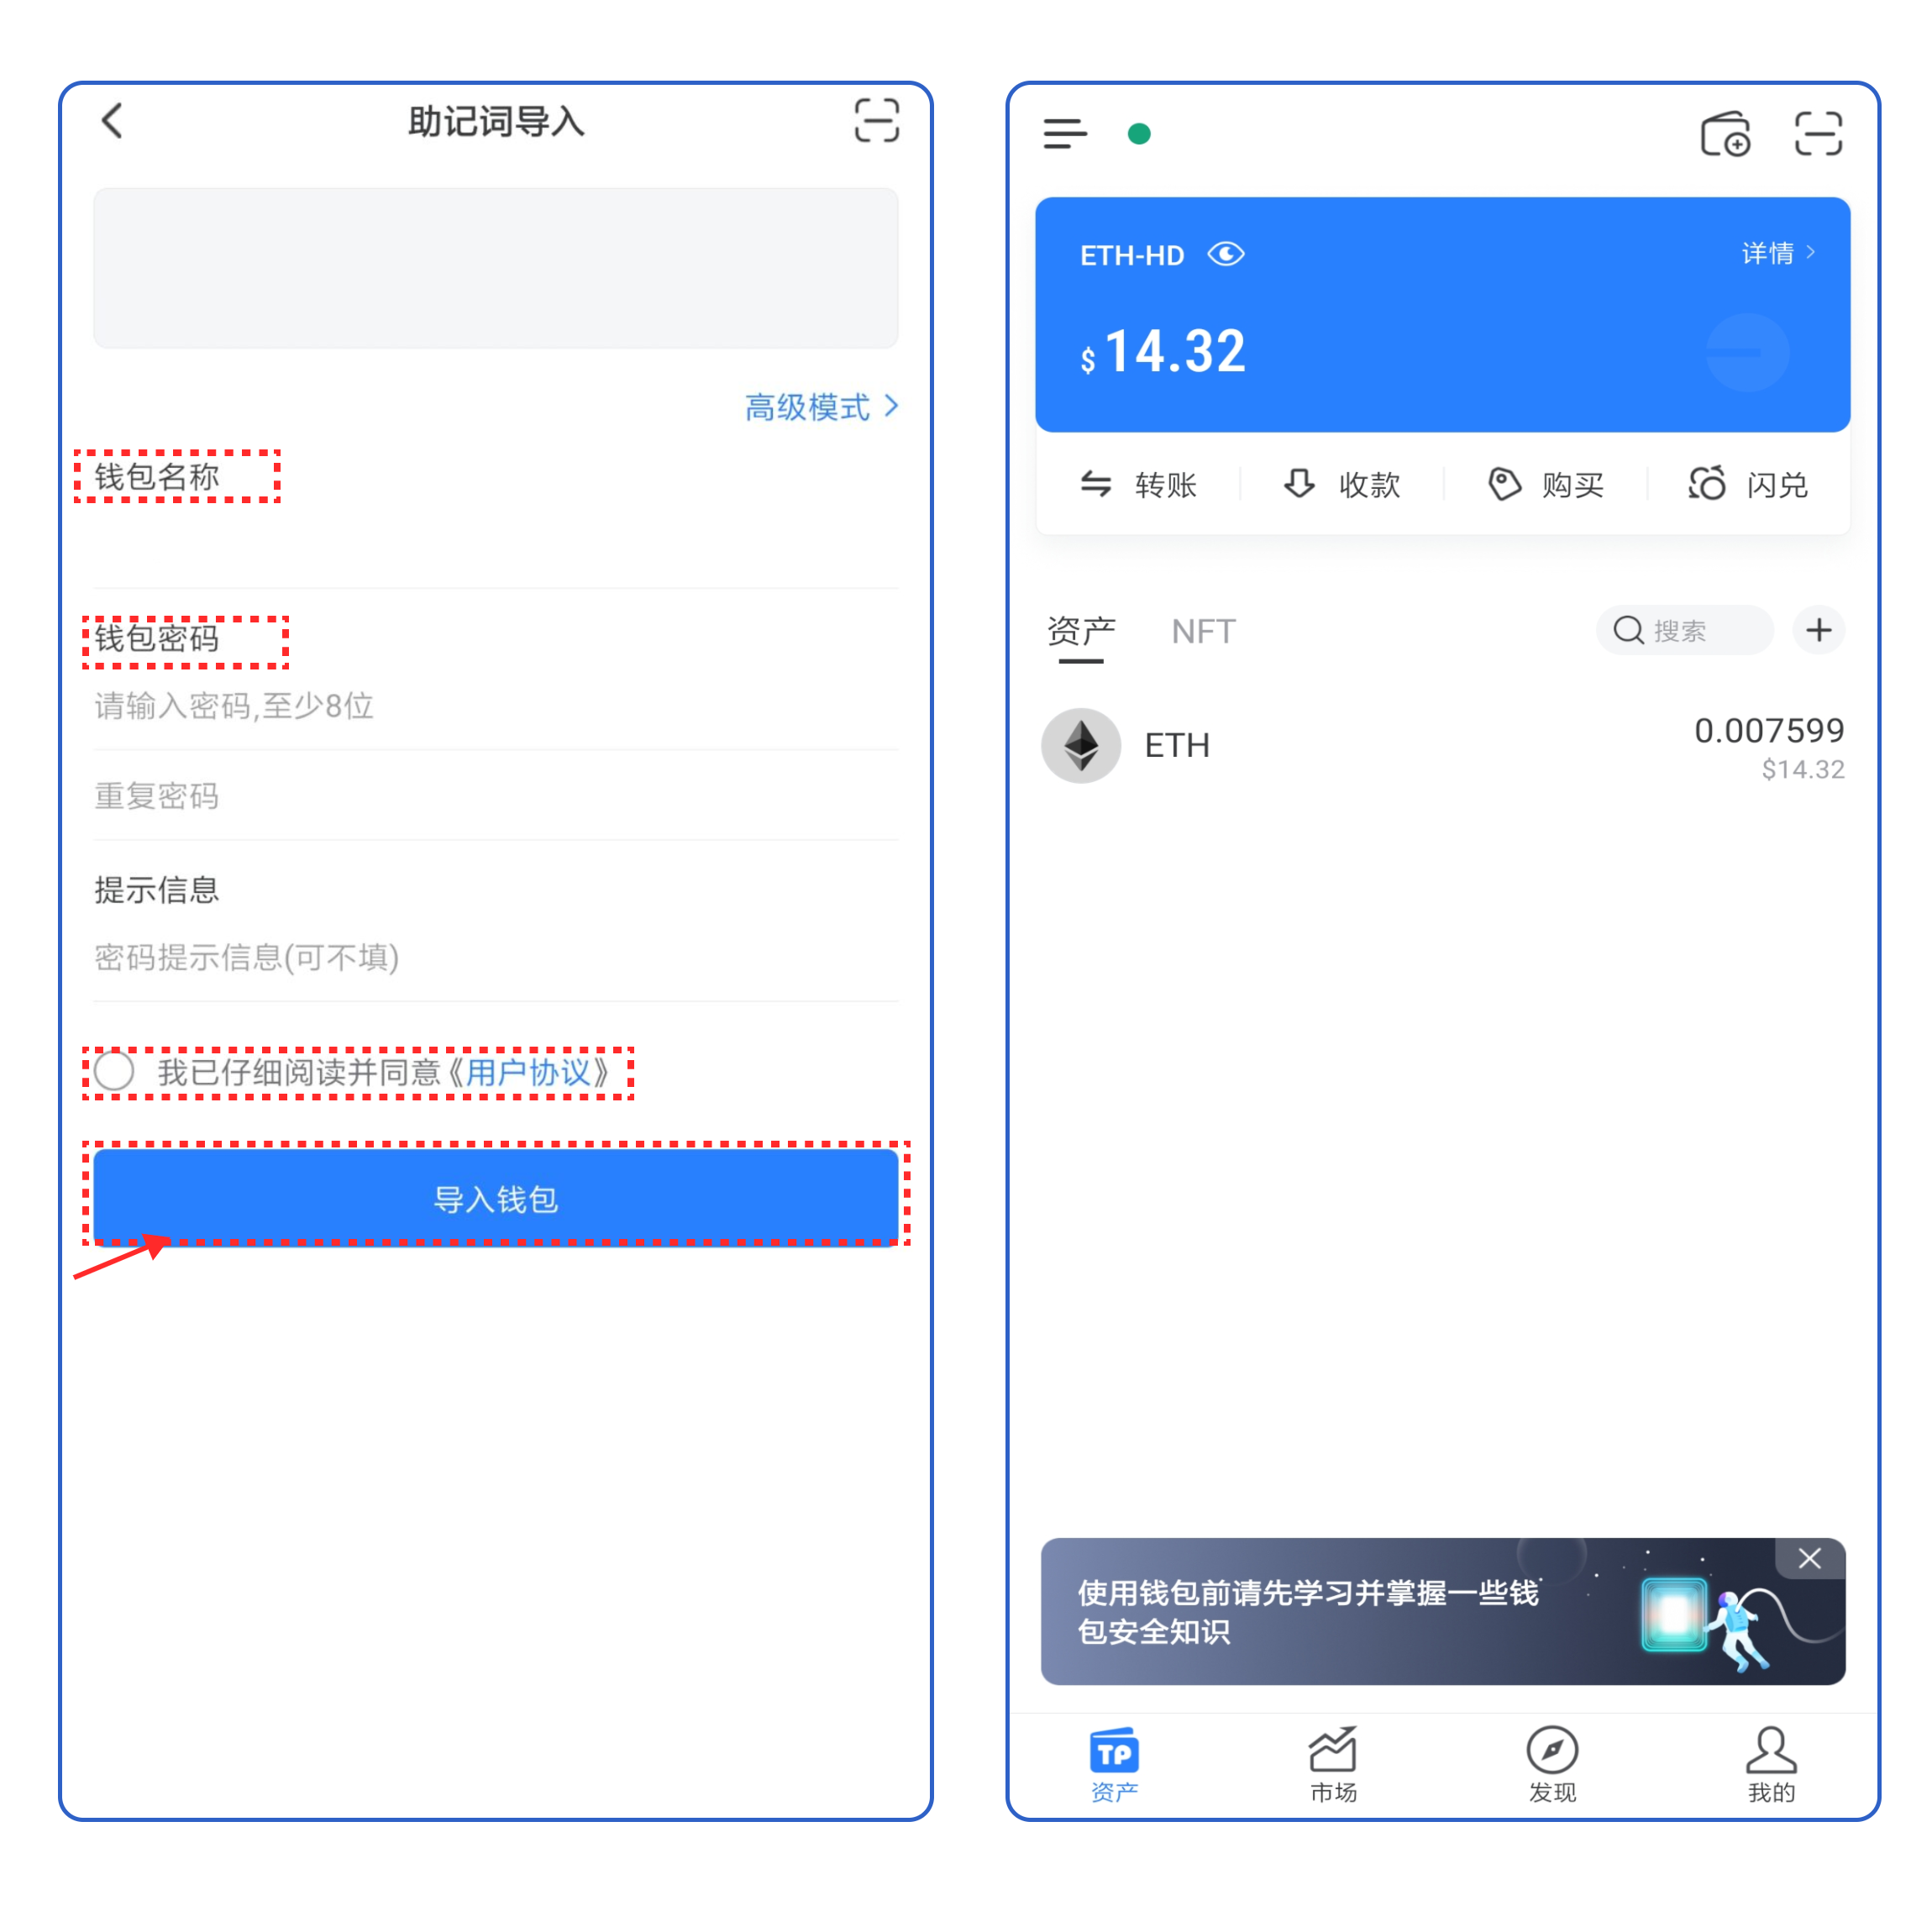 助记词导入
高级模式 >
钱包名称
钱包密码
请输入密码,至少8位
重复密码
提示信息
密码提示信息(可不填)
我已仔细阅读并同意《用户协议》
导入钱包
ETH-HD 详情 >
$ 14.32
转账 收款 购买 闪兑
资产 NFT 搜索
ETH 0.007599
$14.32
使用钱包前请先学习并掌握一些钱
包安全知识
TP
资产 市场 发现 我的